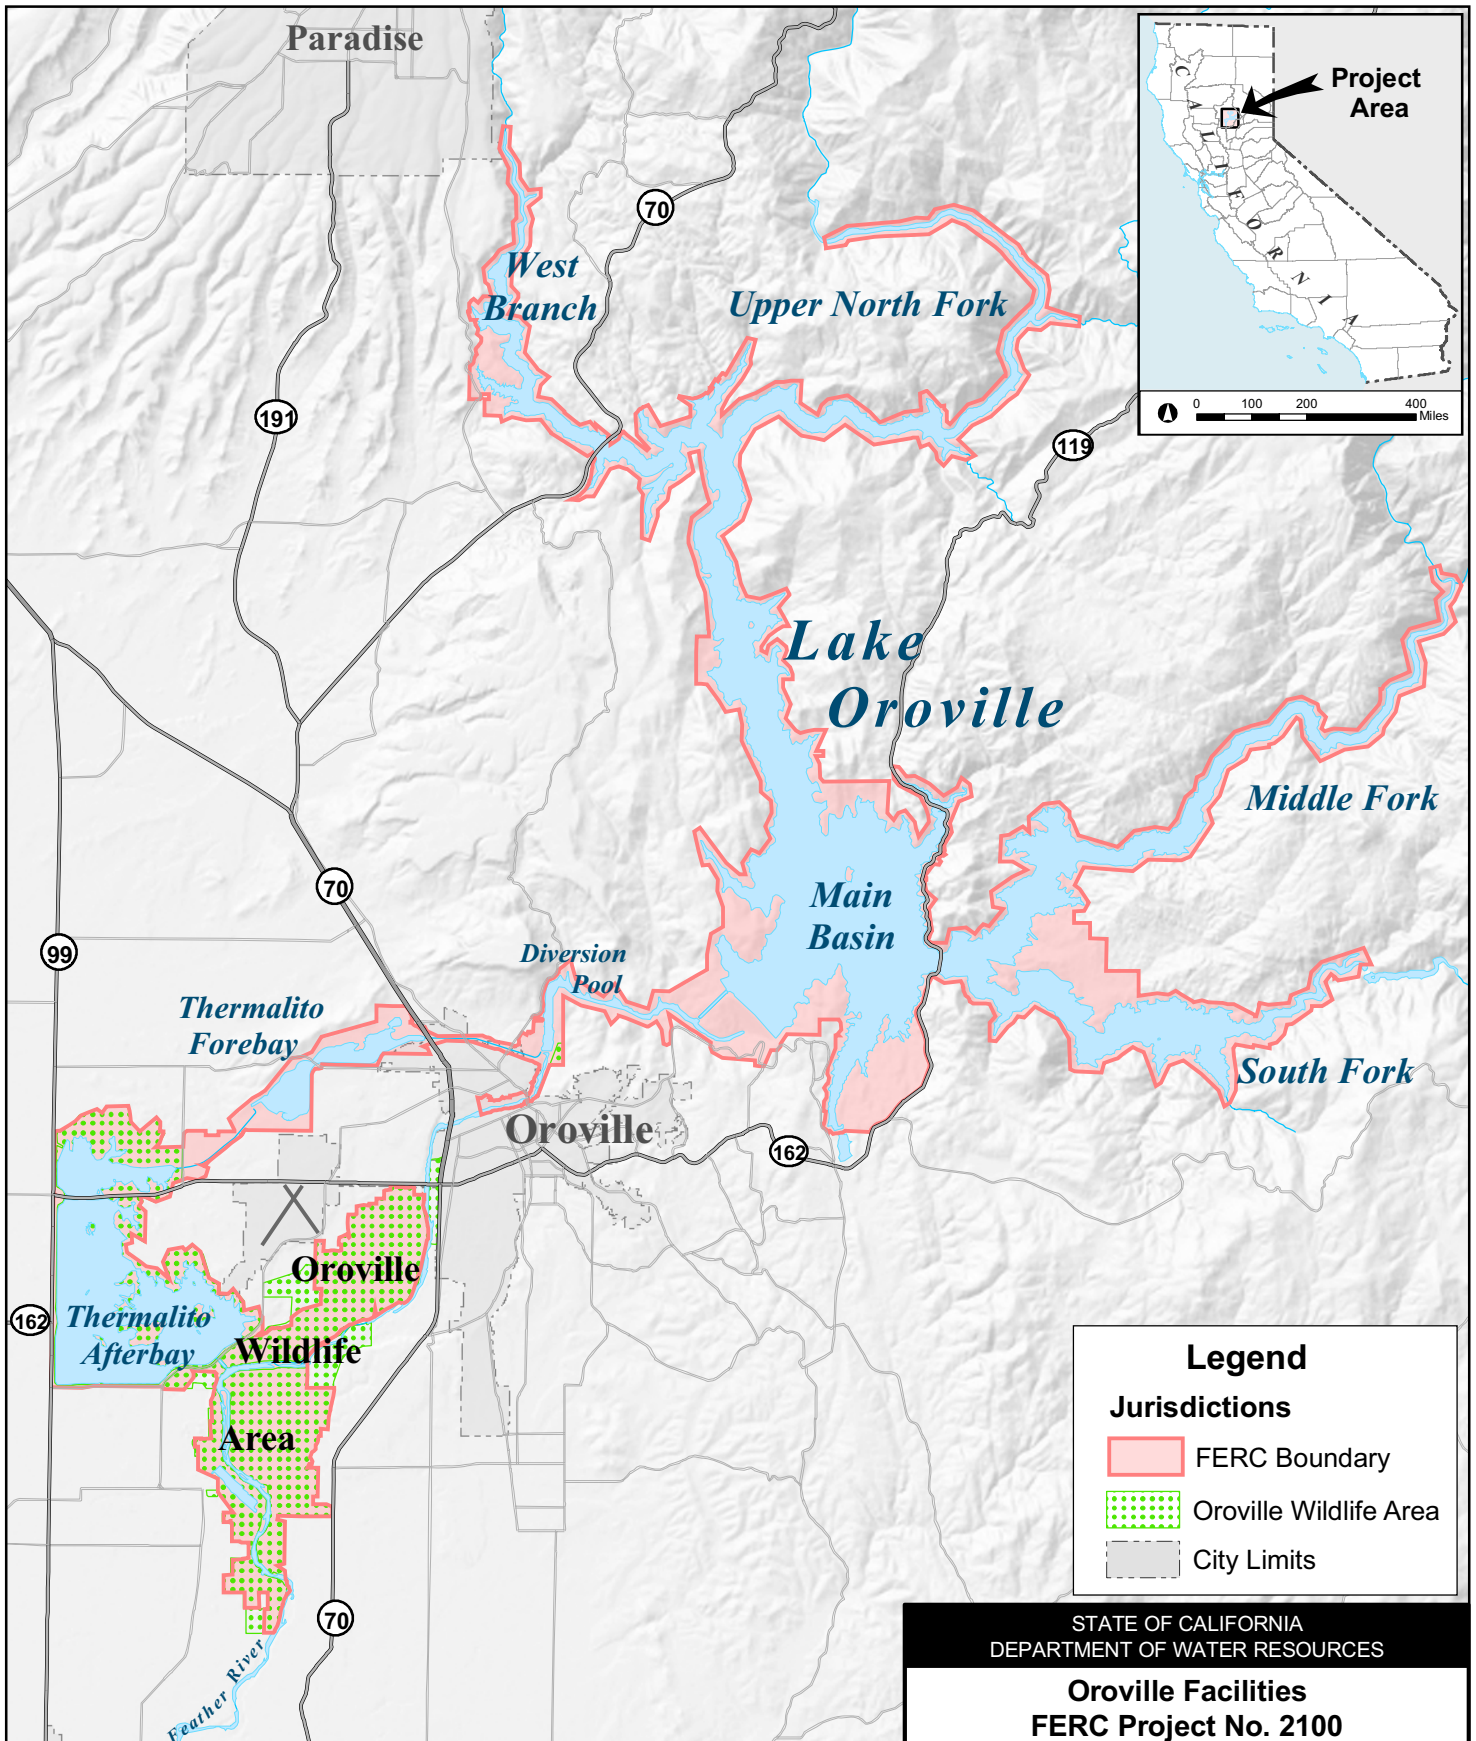 Paradise
Project
Area
CALIFORNIA
0 100 200 400
Miles
70
West
Branch
Upper North Fork
191
119
Lake
Oroville
Middle Fork
70
Main
Basin
99
Diversion
Pool
Thermalito
Forebay
South Fork
Oroville
162
Oroville
Wildlife
Area
162
Thermalito
Afterbay
Legend
Jurisdictions
FERC Boundary
Oroville Wildlife Area
City Limits
70
Feather River
STATE OF CALIFORNIA
DEPARTMENT OF WATER RESOURCES
Oroville Facilities
FERC Project No. 2100